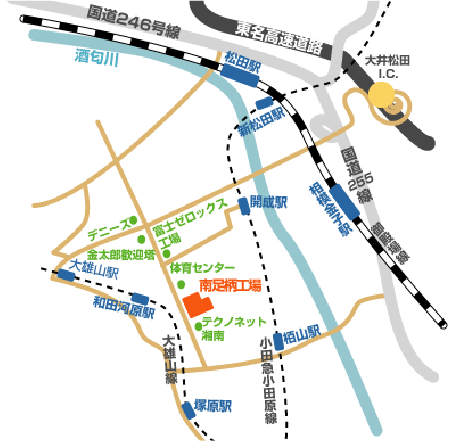 国道246号線
東名高速道路
酒匂川
松田駅
大井松田
I.C.
新松田駅
国道
255
線
相模金子駅
御殿場線
開成駅
デニーズ
富士ゼロックス
工場
金太郎歓迎塔
大雄山駅
体育センター
南足柄工場
和田河原駅
テクノネット
湘南
大雄山線
小田急小田原線
栢山駅
塚原駅